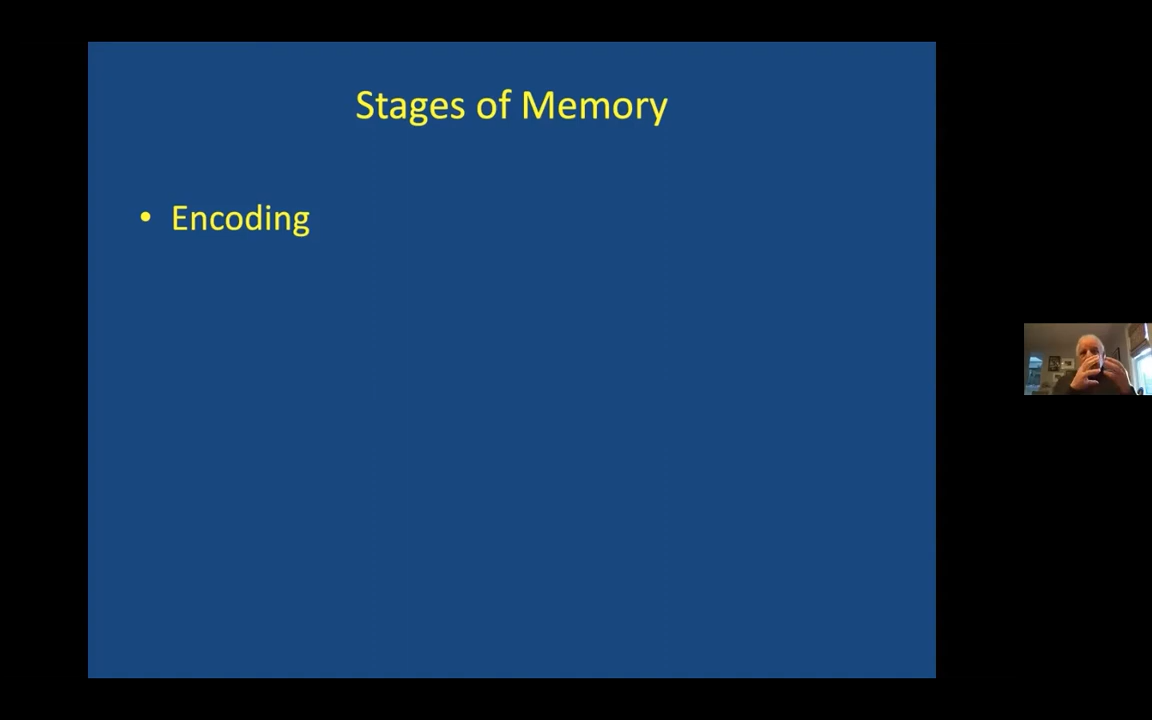 Stages of Memory
• Encoding